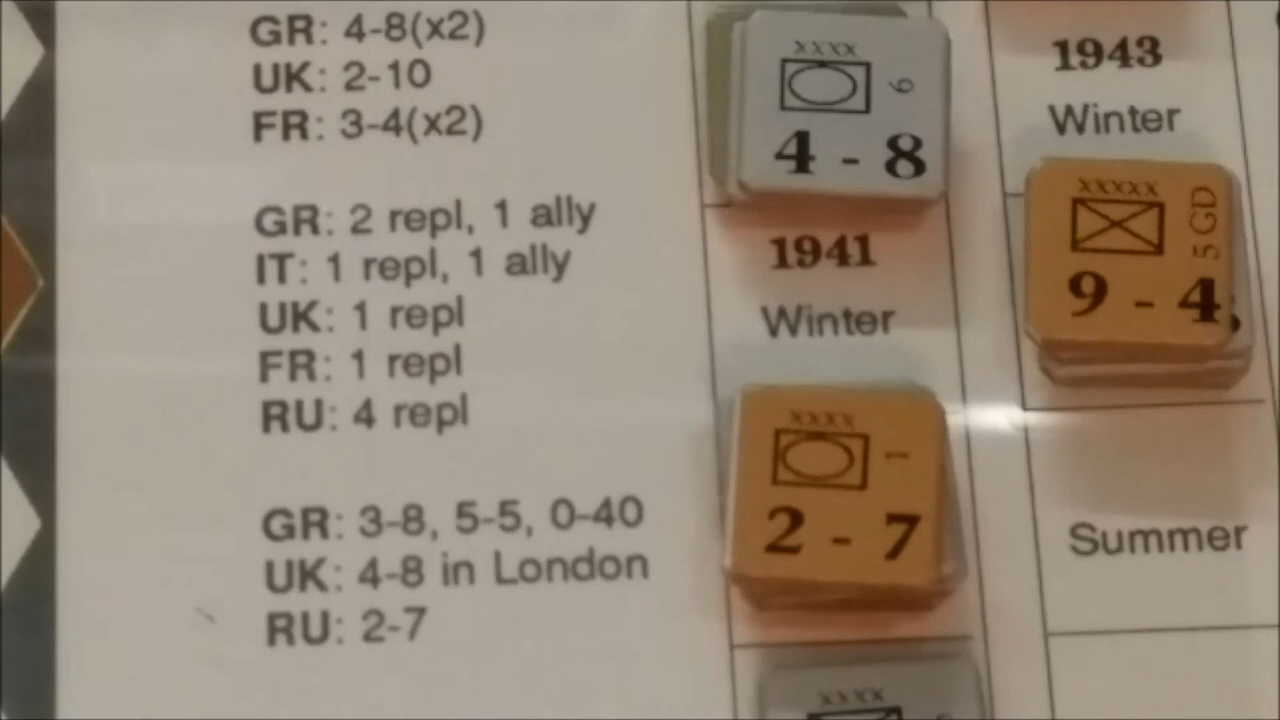 GR: 4-8(x2)
UK: 2-10
FR: 3-4(x2)
GR: 2 repl, 1 ally
IT: 1 repl, 1 ally
UK: 1 repl
FR: 1 repl
RU: 4 repl
GR: 3-8, 5-5, 0-40
UK: 4-8 in London
RU: 2-7
XXXX
6
4 - 8
1941
Winter
XXXX
1
2 - 7
XXXX
1943
Winter
XXXXX
5 GD
9 - 4
Summer